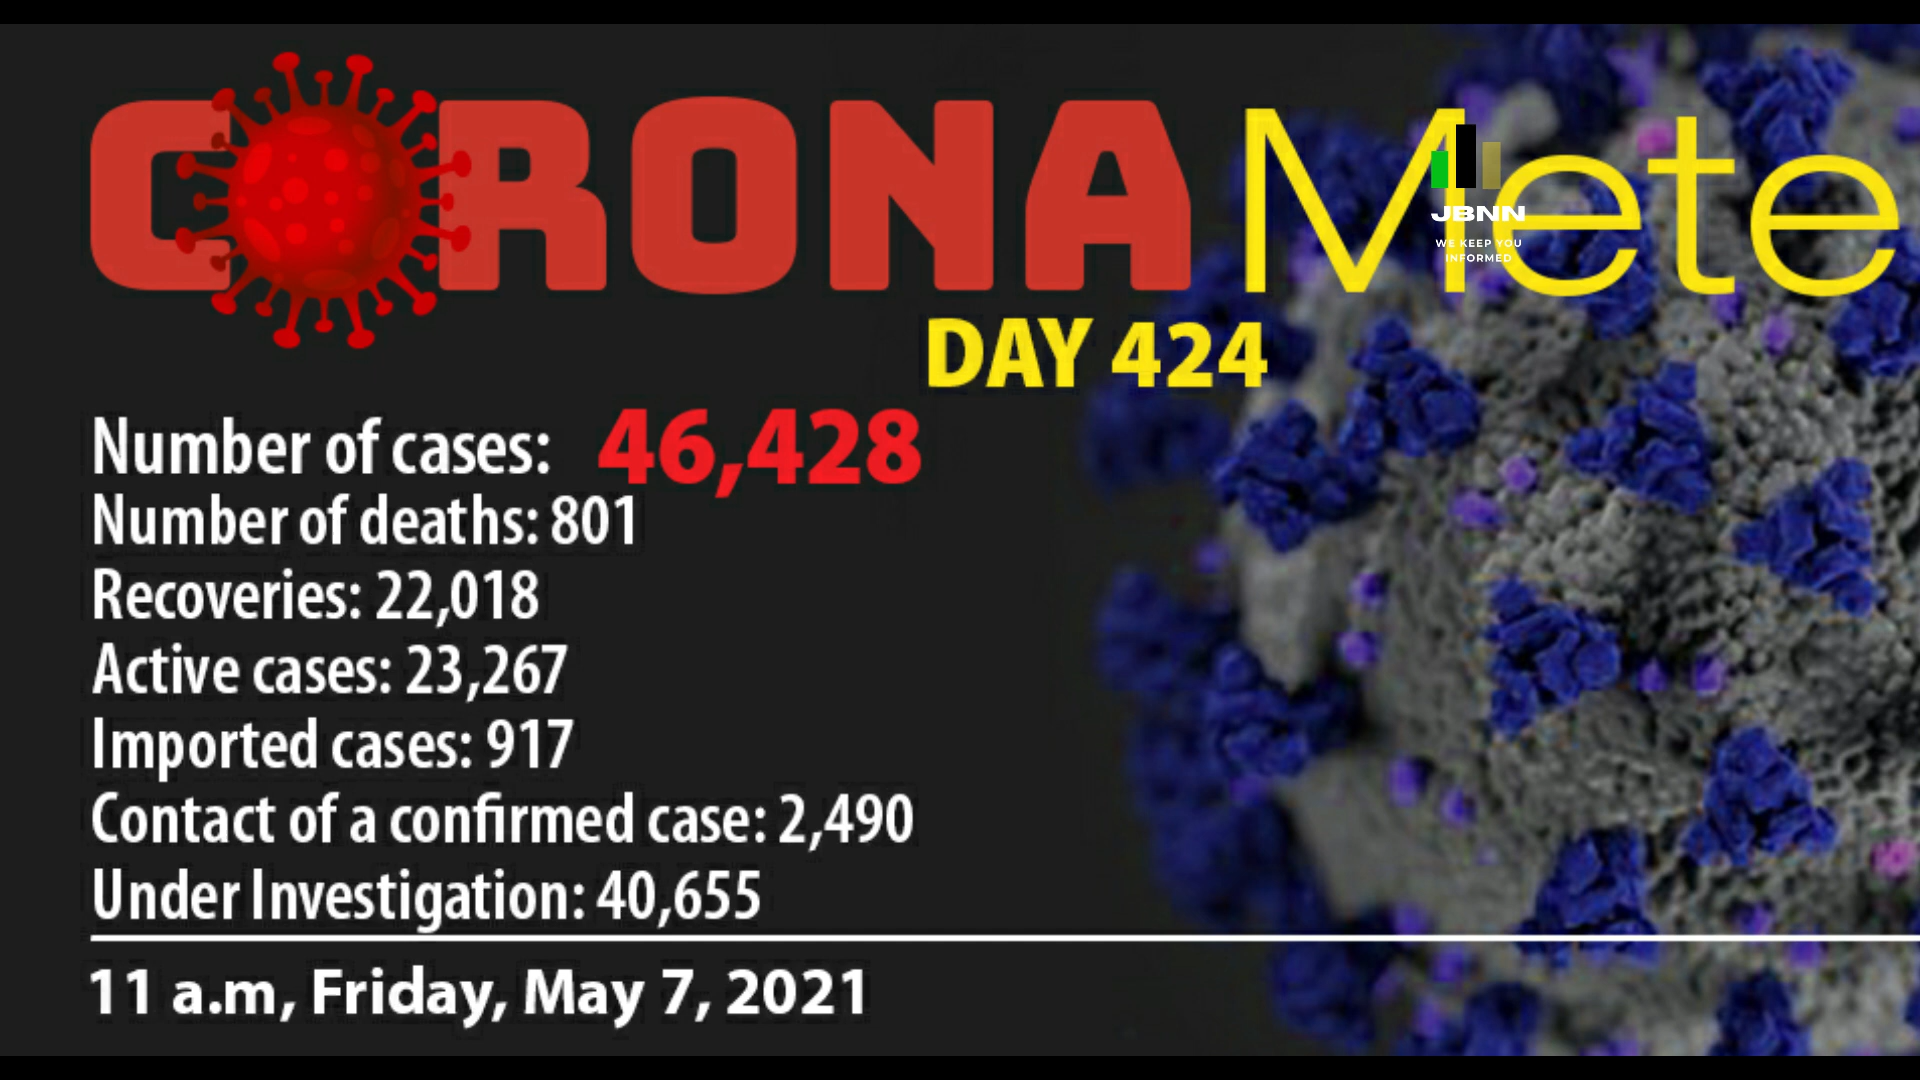 CORONA Mete
JBNN
WE KEEP YOU
INFORMED
DAY 424
Number of cases: 46,428
Number of deaths: 801
Recoveries: 22,018
Active cases: 23,267
Imported cases: 917
Contact of a confirmed case: 2,490
Under Investigation: 40,655
11 a.m, Friday, May 7, 2021